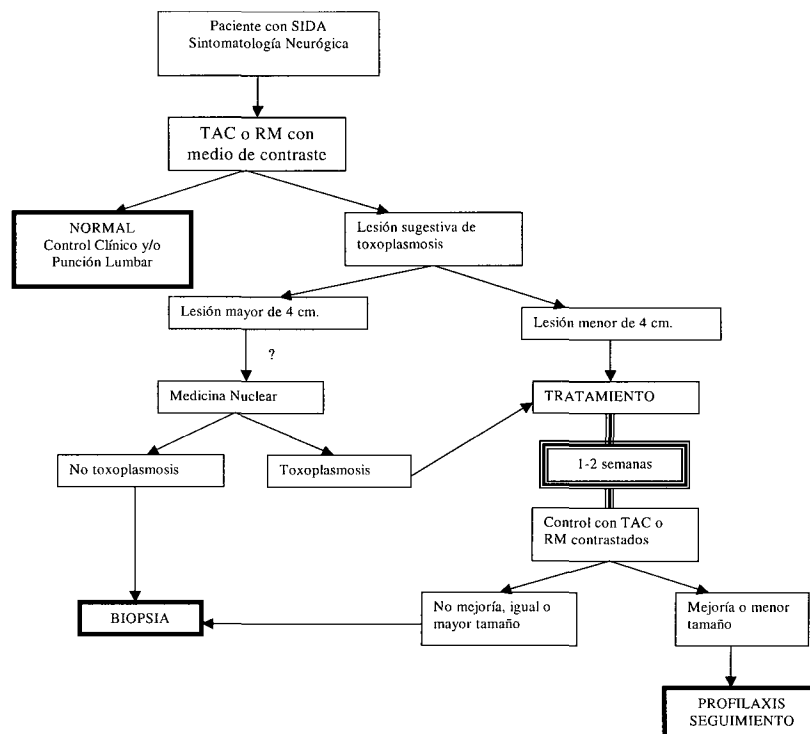 Paciente con SIDA
Sintomatología Neurógica
TAC o RM con
medio de contraste
NORMAL
Control Clínico y/o
Punción Lumbar
Lesión sugestiva de
toxoplasmosis
Lesión mayor de 4 cm.
Lesión menor de 4 cm.
?
Medicina Nuclear
TRATAMIENTO
No toxoplasmosis
Toxoplasmosis
1-2 semanas
Control con TAC o
RM contrastados
BIOPSIA
No mejoría, igual o
mayor tamaño
Mejoría o menor
tamaño
PROFILAXIS
SEGUIMIENTO